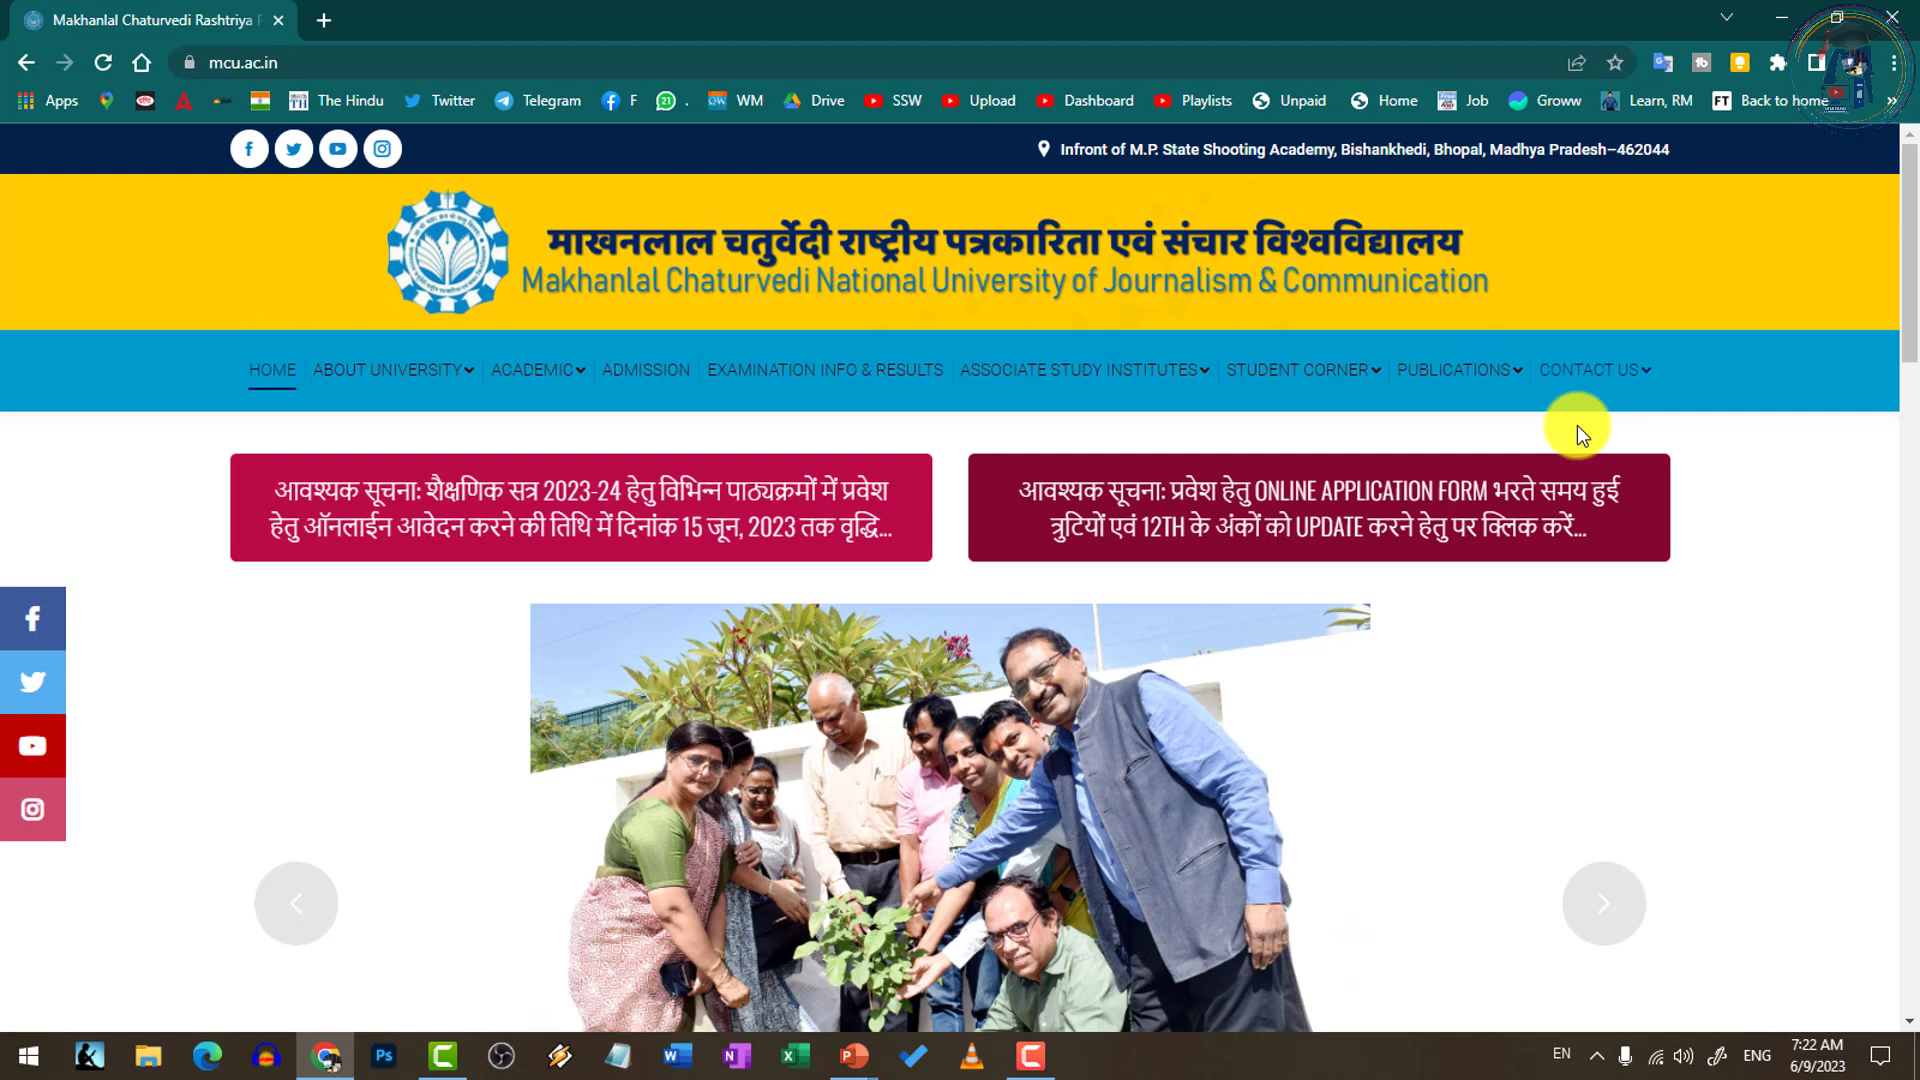 Makhanlal Chaturvedi Rashtriya
mcu.ac.in
Apps The Hindu Twitter Telegram F . WM Drive SSW Upload Dashboard Playlists Unpaid Home Job Groww Learn, RM FT Back to home »
Infront of M.P. State Shooting Academy, Bishankhedi, Bhopal, Madhya Pradesh–462044
माखनलाल चतुर्वेदी राष्ट्रीय पत्रकारिता एवं संचार विश्वविद्यालय
Makhanlal Chaturvedi National University of Journalism & Communication
HOME ABOUT UNIVERSITY ACADEMIC ADMISSION EXAMINATION INFO & RESULTS ASSOCIATE STUDY INSTITUTES STUDENT CORNER PUBLICATIONS CONTACT US
आवश्यक सूचना: शैक्षणिक सत्र 2023-24 हेतु विभिन्न पाठ्यक्रमों में प्रवेश
हेतु ऑनलाईन आवेदन करने की तिथि में दिनांक 15 जून, 2023 तक वृद्धि...
आवश्यक सूचना: प्रवेश हेतु ONLINE APPLICATION FORM भरते समय हुई
त्रुटियों एवं 12TH के अंकों को UPDATE करने हेतु पर क्लिक करें...
EN ENG 7:22 AM
6/9/2023